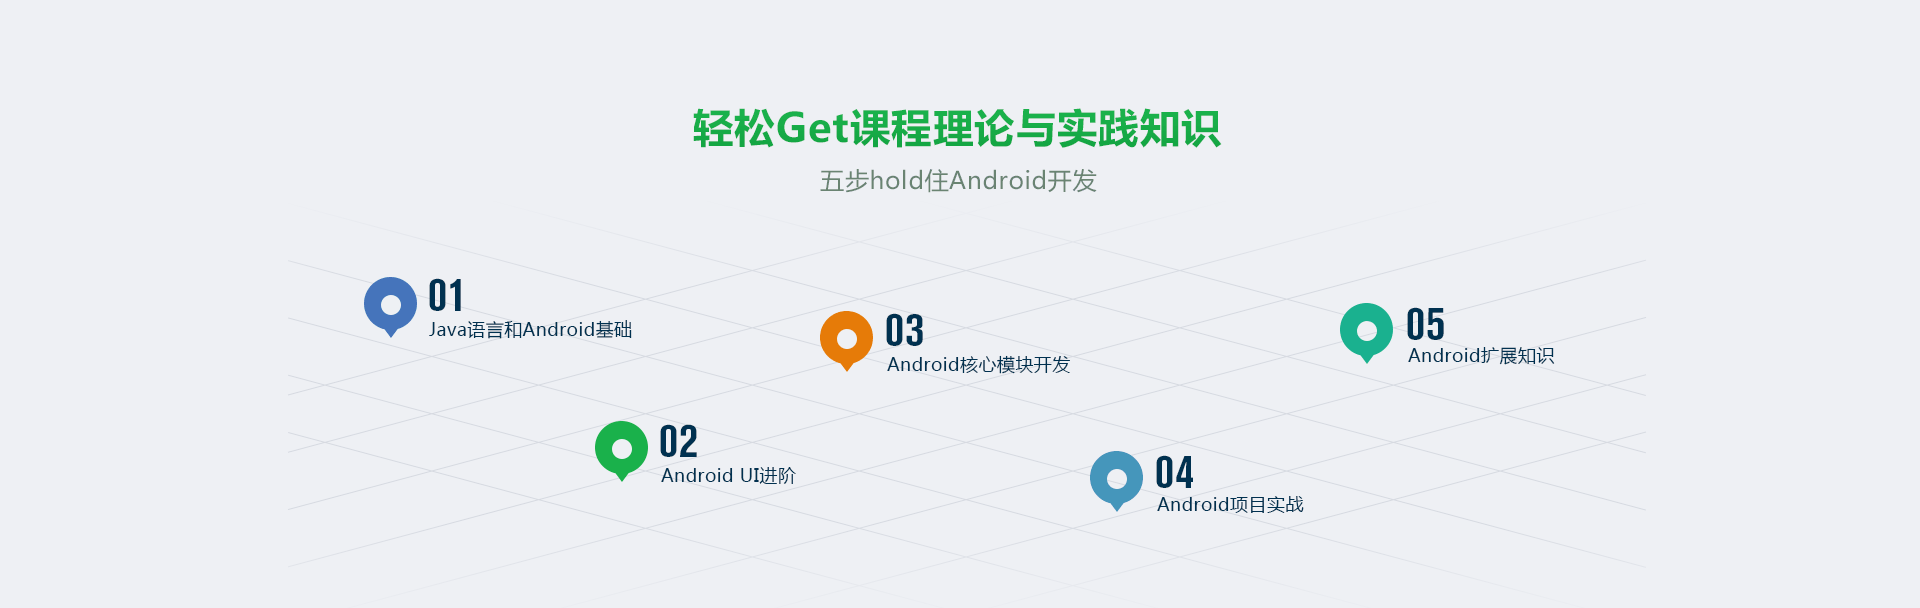 轻松Get课程理论与实践知识
五步hold住Android开发
01
Java语言和Android基础
02
Android UI进阶
03
Android核心模块开发
04
Android项目实战
05
Android扩展知识